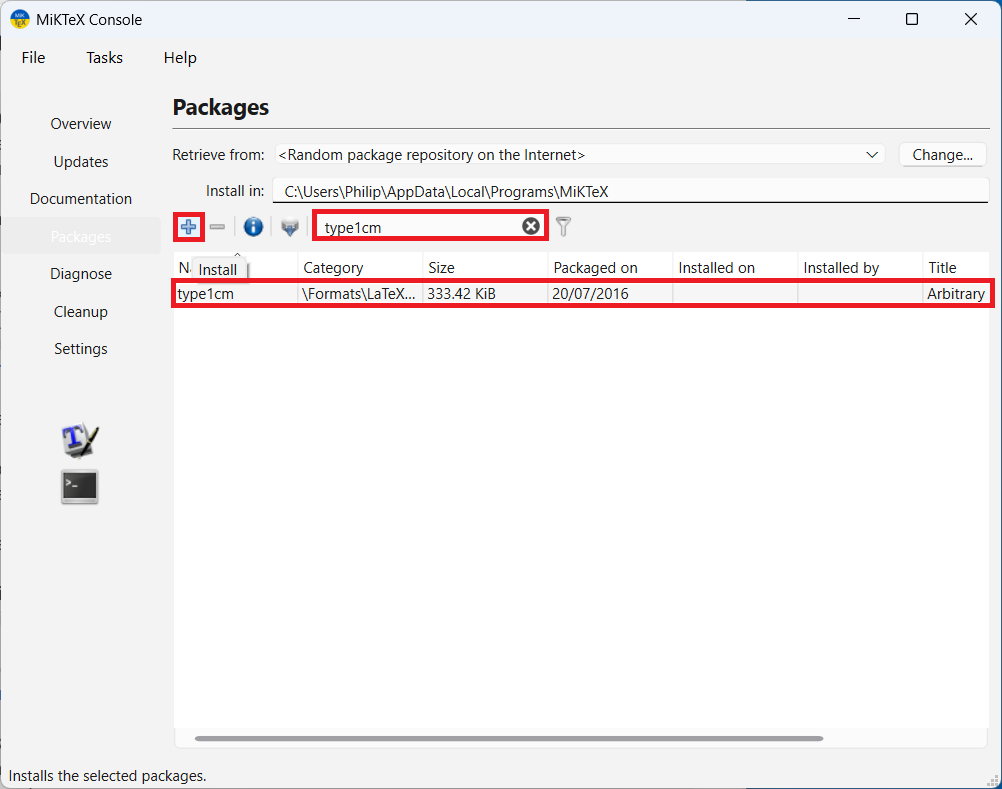 MiKTeX Console
File Tasks Help
Packages
Overview
Updates
Documentation
Packages
Diagnose
Cleanup
Settings
Retrieve from: <Random package repository on the Internet> Change...
Install in: C:\Users\Philip\AppData\Local\Programs\MiKTeX
type1cm
Install
Category Size Packaged on Installed on Installed by Title
type1cm \Formats\LaTeX... 333.42 KiB 20/07/2016 Arbitrary
Installs the selected packages.